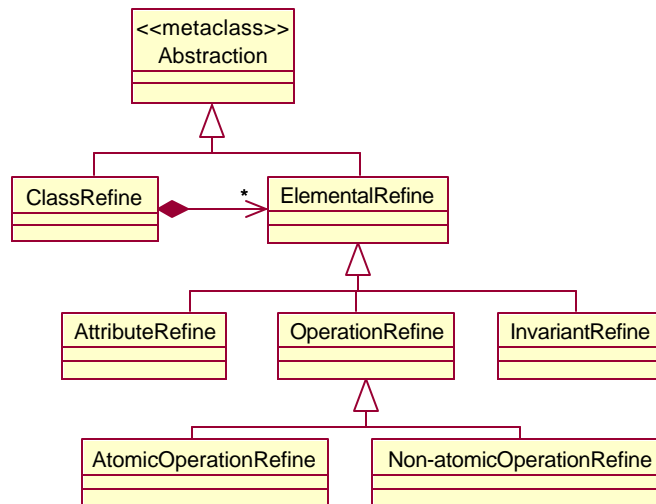 <<metaclass>>
Abstraction
ClassRefine
*
ElementalRefine
AttributeRefine
OperationRefine
InvariantRefine
AtomicOperationRefine
Non-atomicOperationRefine